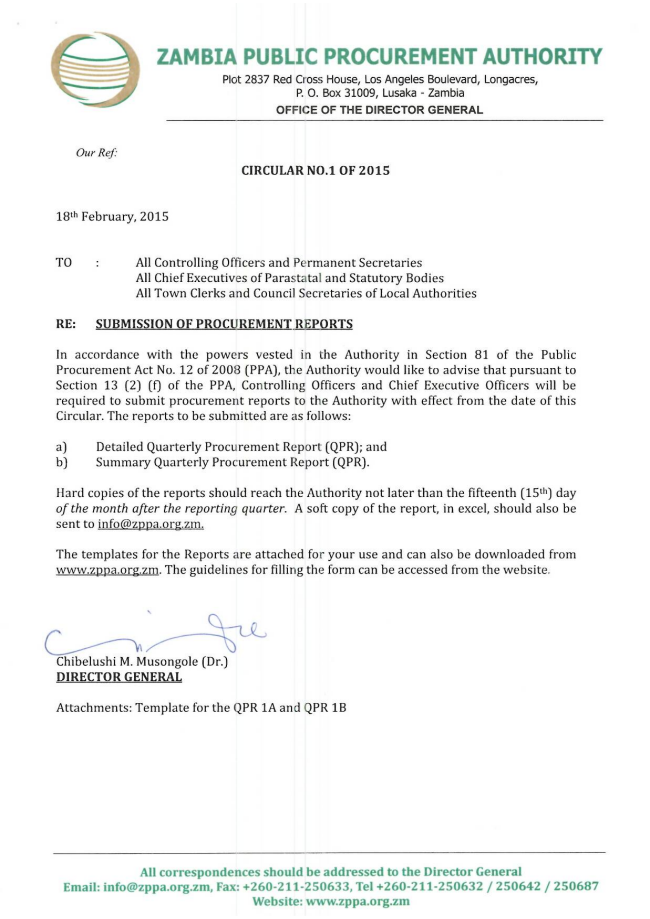 ZAMBIA PUBLIC PROCUREMENT AUTHORITY
Plot 2837 Red Cross House, Los Angeles Boulevard, Longacres,
P. O. Box 31009, Lusaka - Zambia
OFFICE OF THE DIRECTOR GENERAL
Our Ref:
CIRCULAR NO.1 OF 2015
18th February, 2015
TO : All Controlling Officers and Permanent Secretaries
All Chief Executives of Parastatal and Statutory Bodies
All Town Clerks and Council Secretaries of Local Authorities
RE: SUBMISSION OF PROCUREMENT REPORTS
In accordance with the powers vested in the Authority in Section 81 of the Public
Procurement Act No. 12 of 2008 (PPA), the Authority would like to advise that pursuant to
Section 13 (2) (f) of the PPA, Controlling Officers and Chief Executive Officers will be
required to submit procurement reports to the Authority with effect from the date of this
Circular. The reports to be submitted are as follows:
a) Detailed Quarterly Procurement Report (QPR); and
b) Summary Quarterly Procurement Report (QPR).
Hard copies of the reports should reach the Authority not later than the fifteenth (15th) day
of the month after the reporting quarter. A soft copy of the report, in excel, should also be
sent to info@zppa.org.zm.
The templates for the Reports are attached for your use and can also be downloaded from
www.zppa.org.zm. The guidelines for filling the form can be accessed from the website.
Chibelushi M. Musongole (Dr.)
DIRECTOR GENERAL
Attachments: Template for the QPR 1A and QPR 1B
All correspondences should be addressed to the Director General
Email: info@zppa.org.zm, Fax: +260-211-250633, Tel +260-211-250632 / 250642 / 250687
Website: www.zppa.org.zm